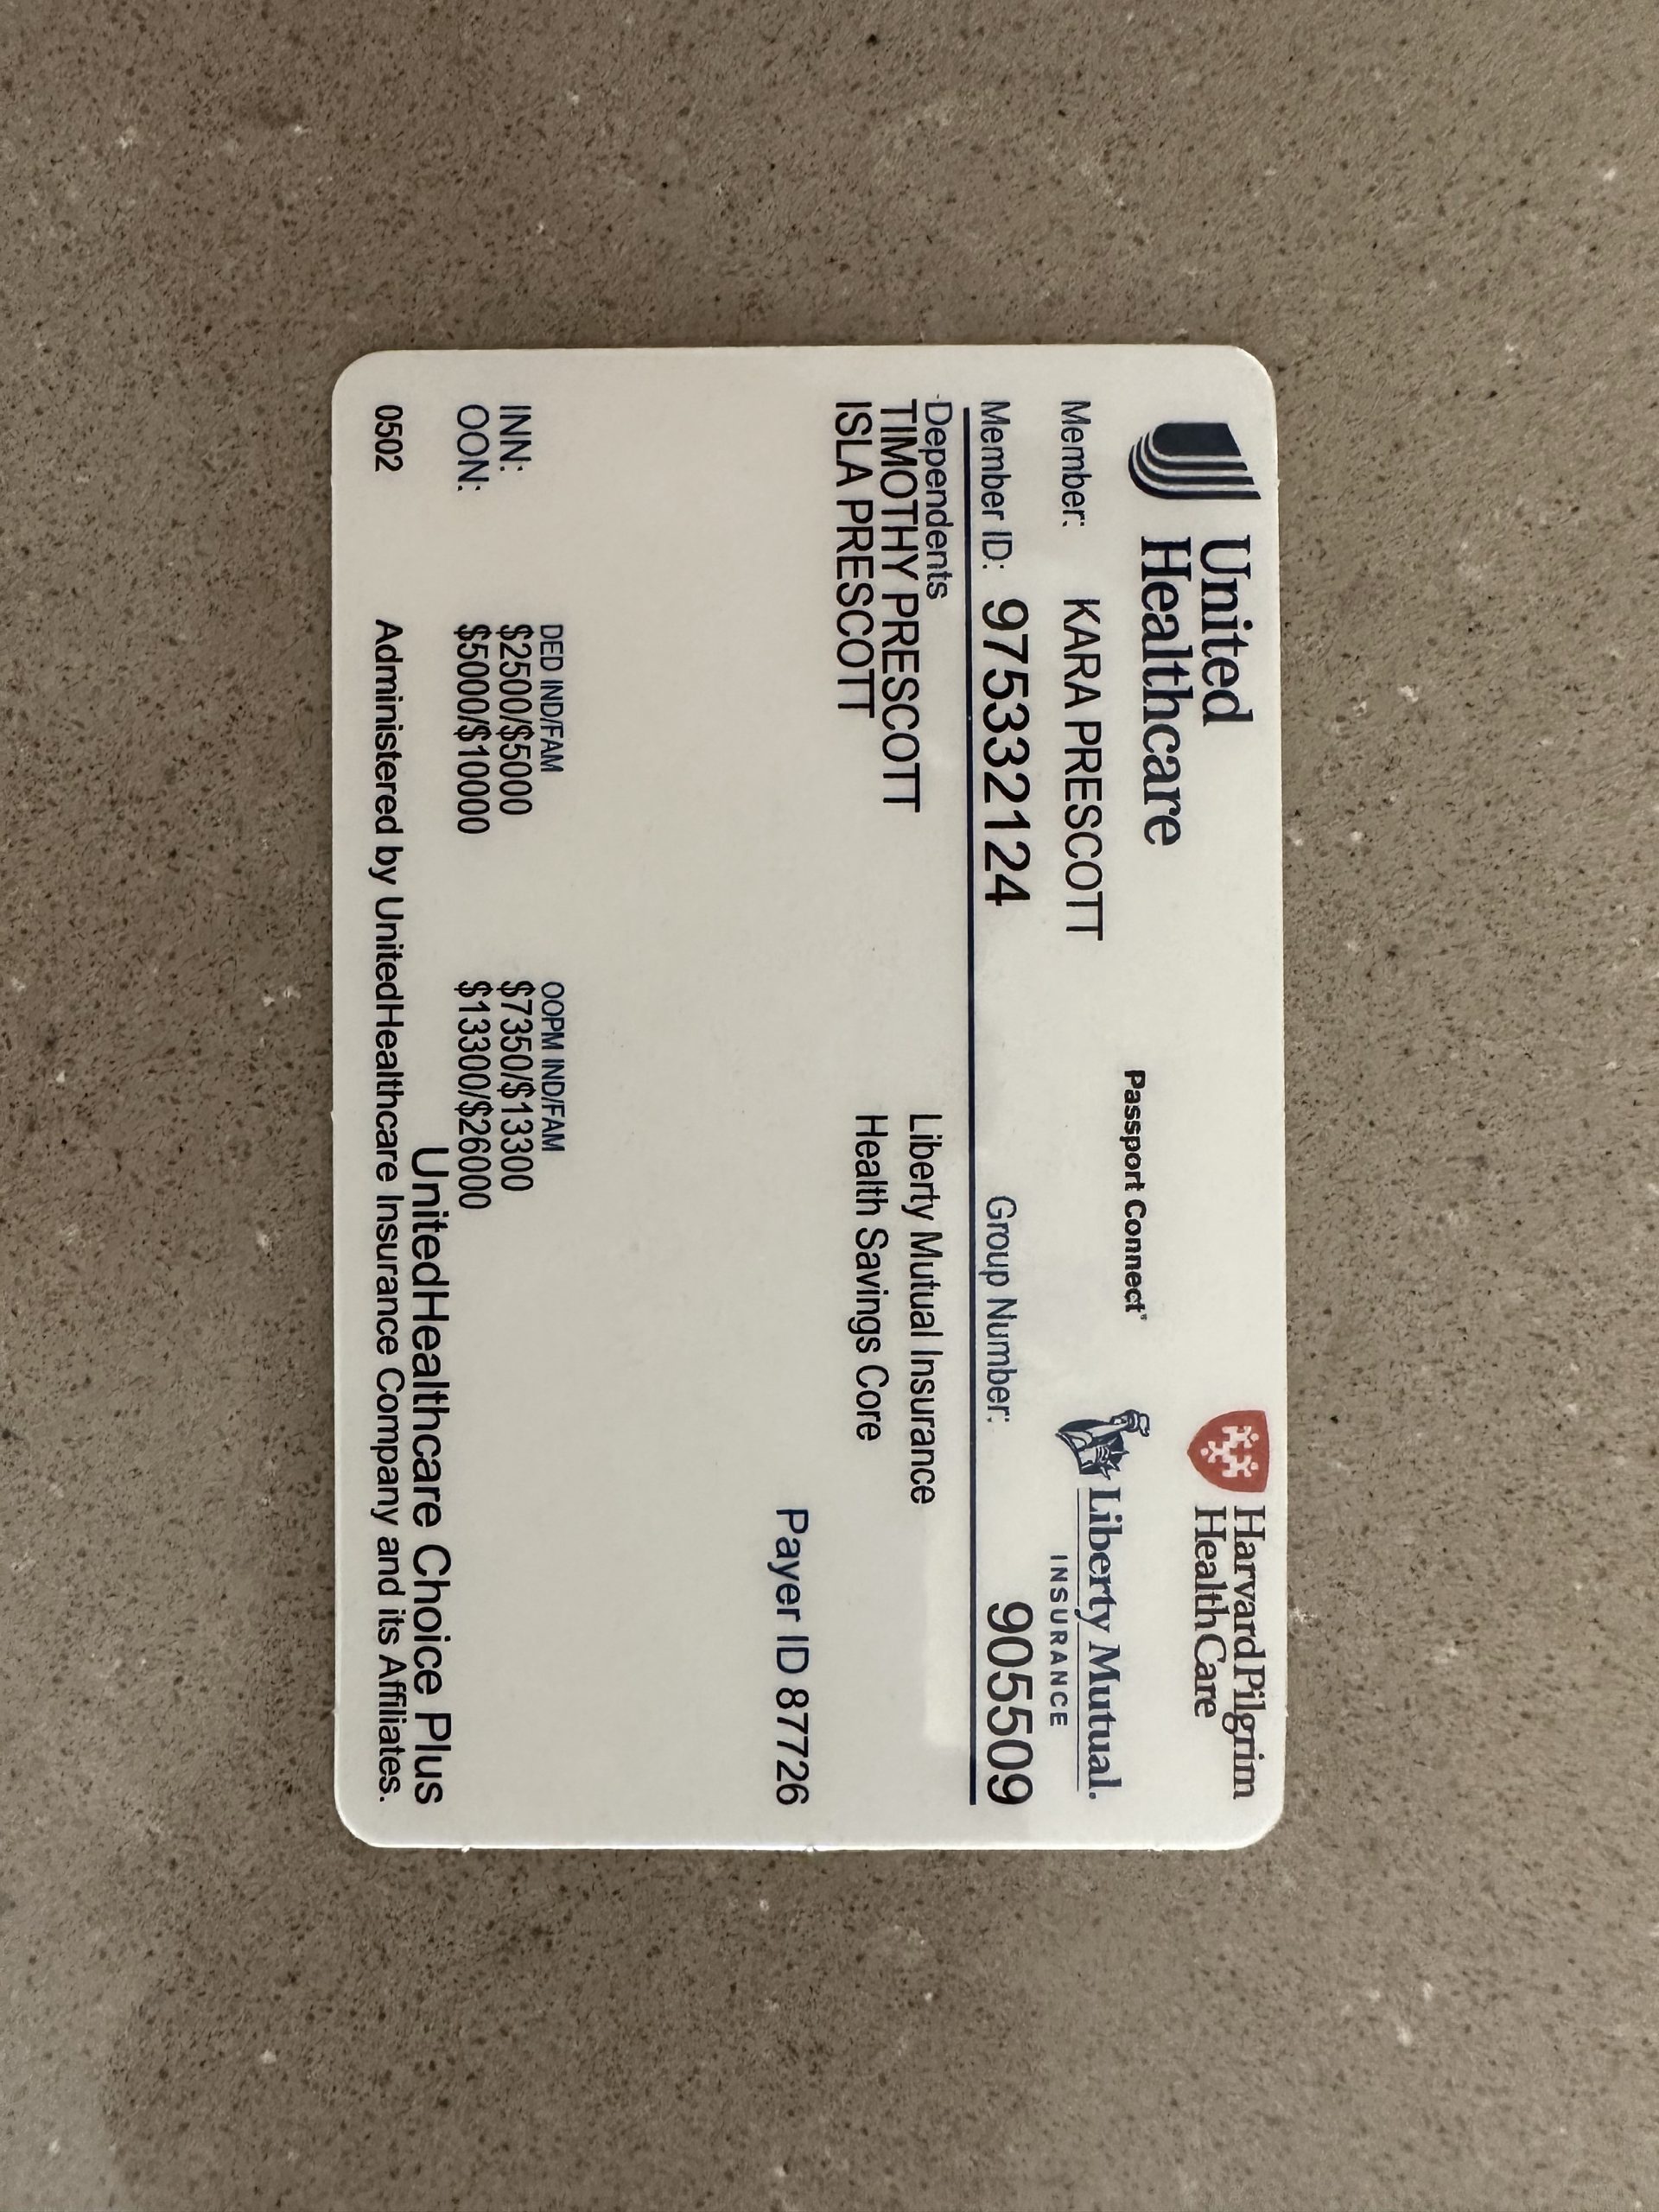 United
Healthcare
Harvard Pilgrim
HealthCare
Passport Connect®
Liberty Mutual.
INSURANCE
Member: KARA PRESCOTT
Member ID: 975332124 Group Number: 905509
Dependents
TIMOTHY PRESCOTT
ISLA PRESCOTT
Liberty Mutual Insurance
Health Savings Core
Payer ID 87726
DED IND/FAM OOPM IND/FAM
INN: $2500/$5000 $7350/$13300
OON: $5000/$10000 $13300/$26000
UnitedHealthcare Choice Plus
0502 Administered by UnitedHealthcare Insurance Company and its Affiliates.